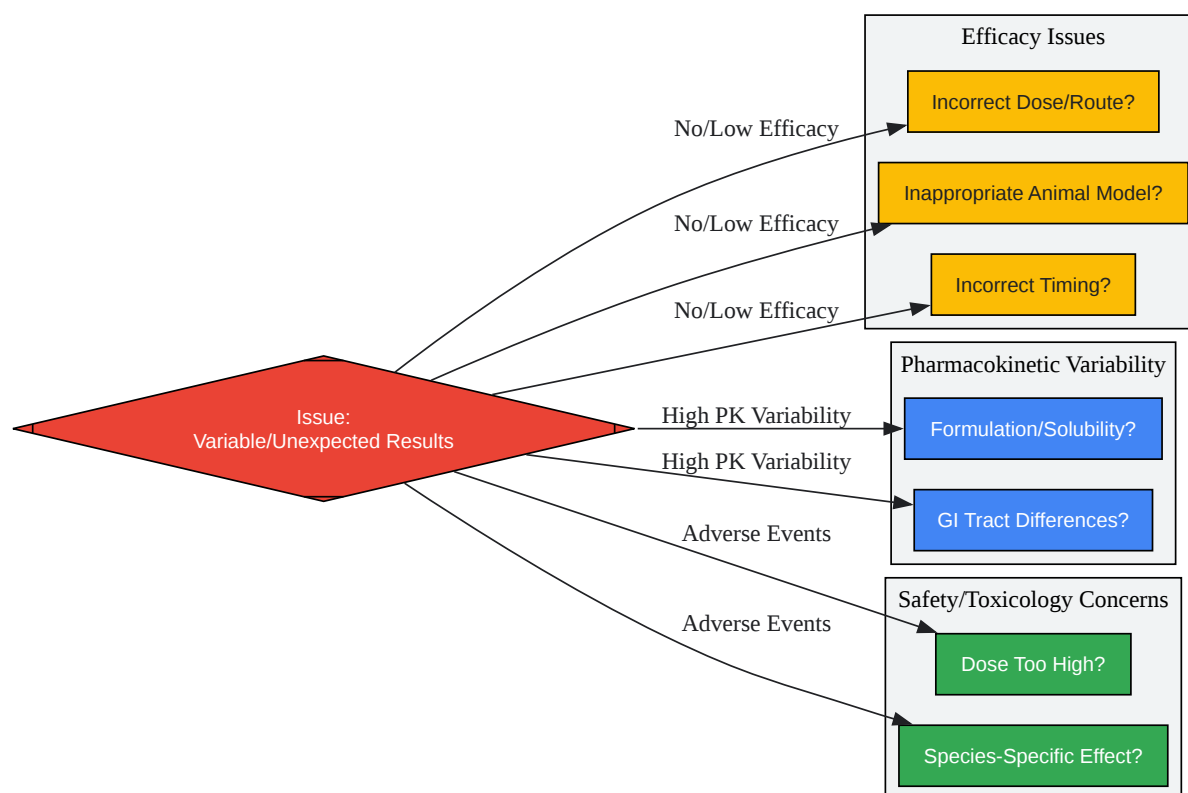 Efficacy Issues
Incorrect Dose/Route?
No/Low Efficacy
Inappropriate Animal Model?
No/Low Efficacy
Incorrect Timing?
No/Low Efficacy
Pharmacokinetic Variability
Issue:
Variable/Unexpected Results
High PK Variability
Formulation/Solubility?
High PK Variability
GI Tract Differences?
Adverse Events
Safety/Toxicology Concerns
Adverse Events
Dose Too High?
Species-Specific Effect?